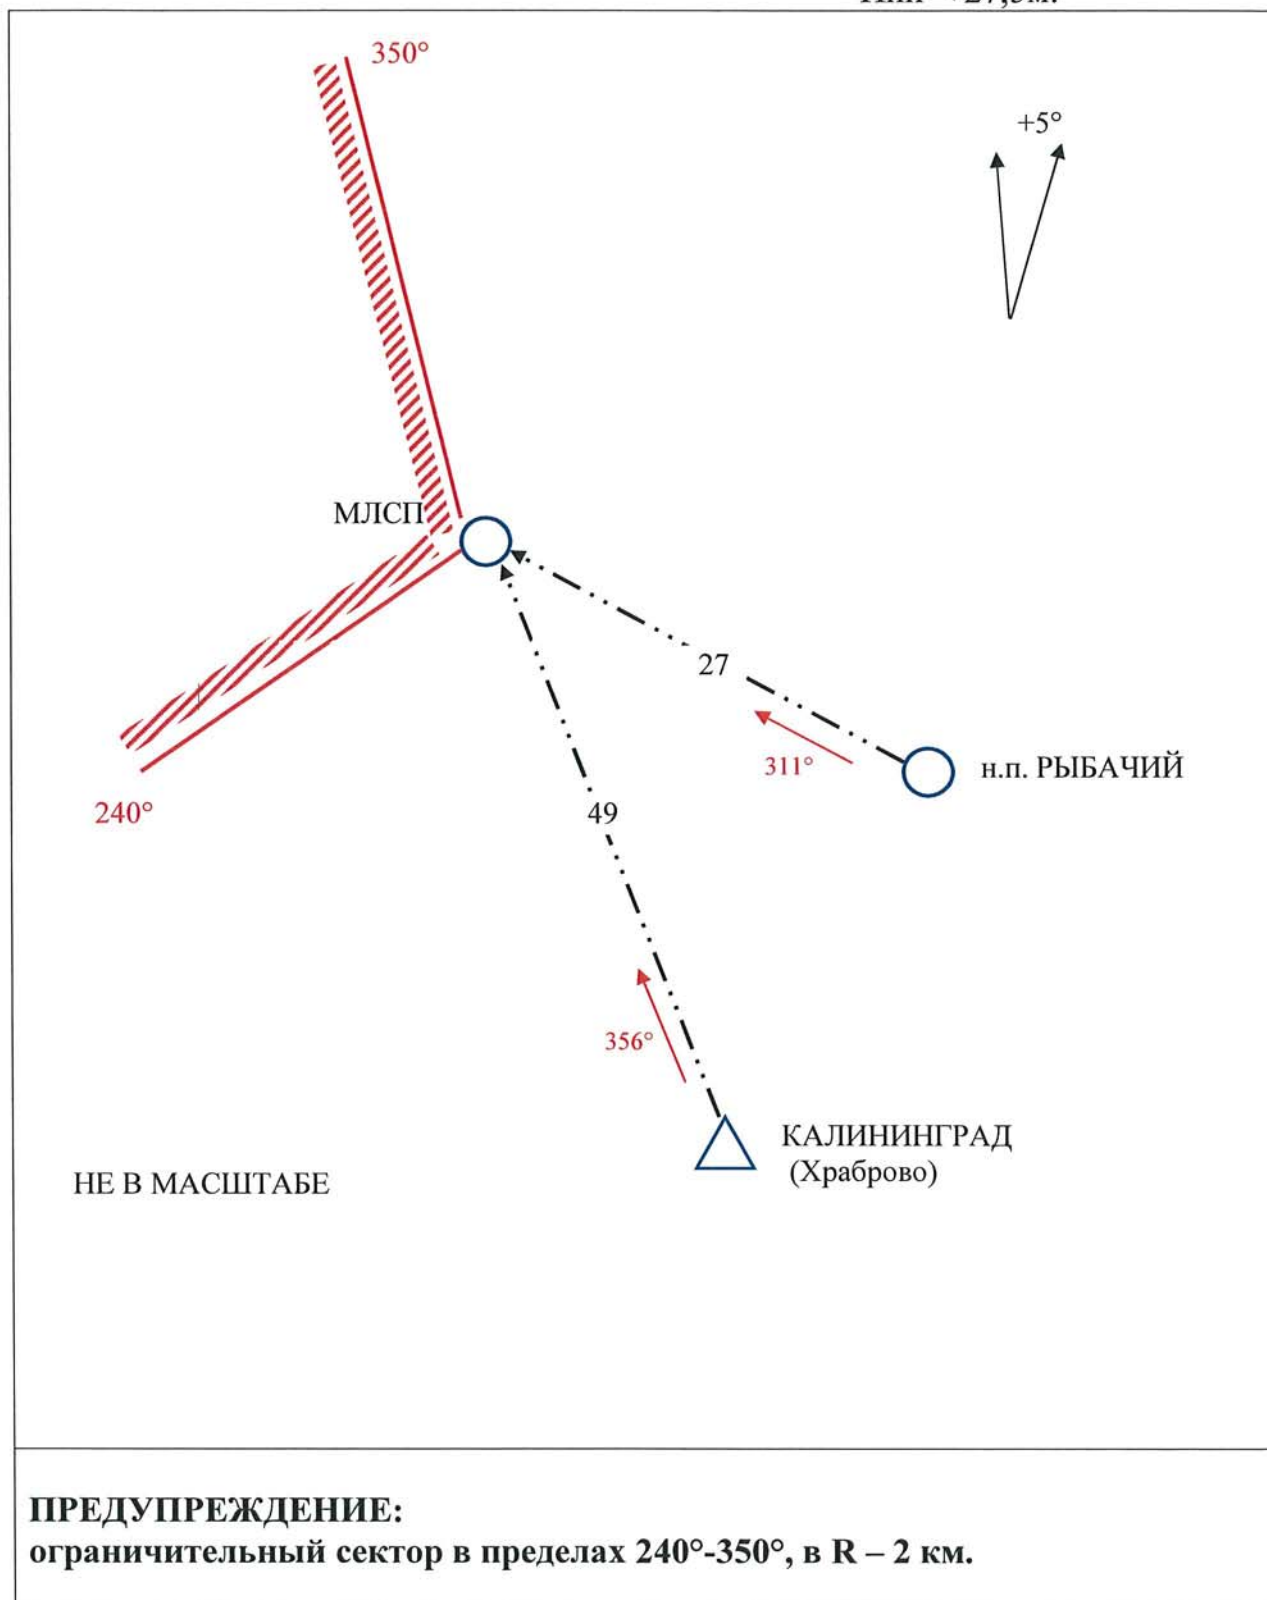 350°
+5°
МЛСП
27
311°
н.п. РЫБАЧИЙ
240°
49
356°
КАЛИНИНГРАД
(Храброво)
НЕ В МАСШТАБЕ
ПРЕДУПРЕЖДЕНИЕ:
ограничительный сектор в пределах 240°-350°, в R – 2 км.